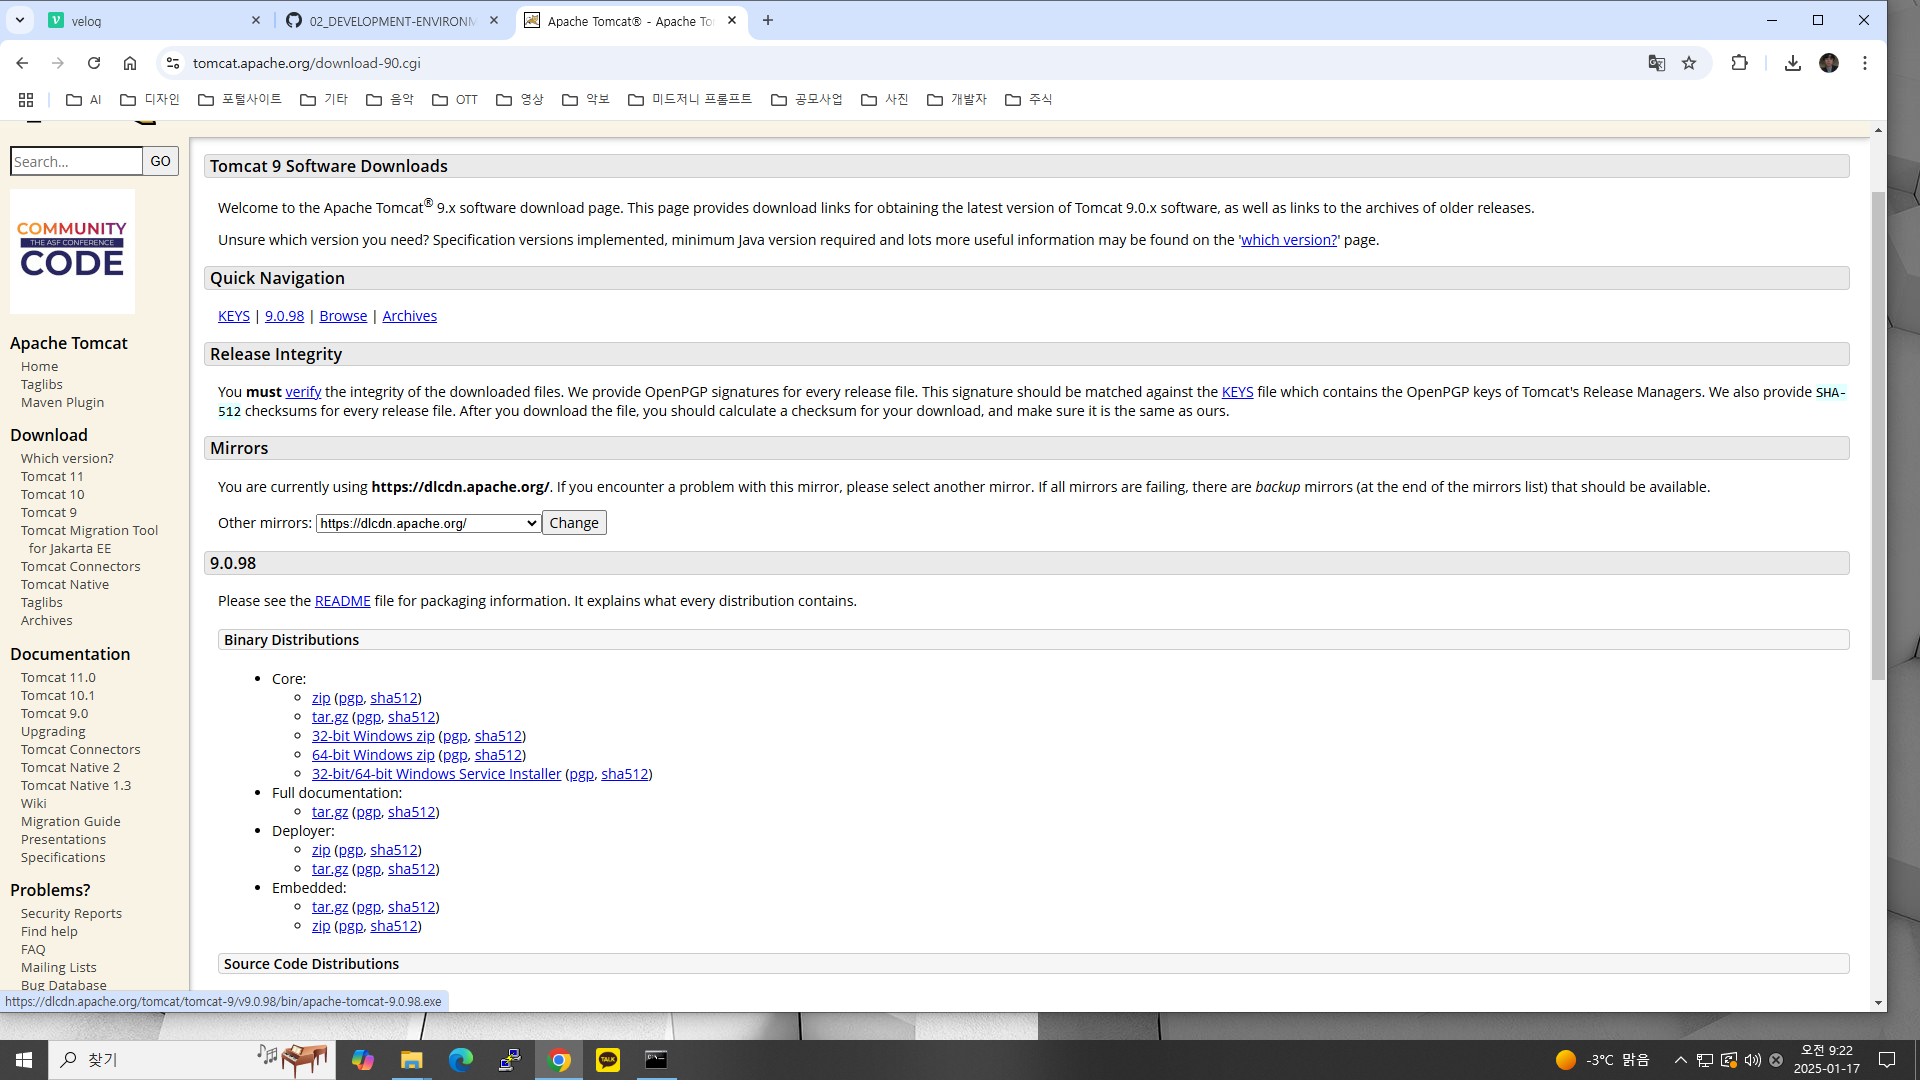 veloq
02_DEVELOPMENT-ENVIRONM
Apache Tomcat® - Apache To
tomcat.apache.org/download-90.cgi
AI
디자인
포털사이트
기타
음악
OTT
영상
악보
미드저니 프롬프트
공모사업
사진
개발자
주식
Search...
GO
COMMUNITY
THE ASF CONFERENCE
CODE
Apache Tomcat
Home
Taglibs
Maven Plugin
Download
Which version?
Tomcat 11
Tomcat 10
Tomcat 9
Tomcat Migration Tool
for Jakarta EE
Tomcat Connectors
Tomcat Native
Taglibs
Archives
Documentation
Tomcat 11.0
Tomcat 10.1
Tomcat 9.0
Upgrading
Tomcat Connectors
Tomcat Native 2
Tomcat Native 1.3
Wiki
Migration Guide
Presentations
Specifications
Problems?
Security Reports
Find help
FAQ
Mailing Lists
Bug Database
Tomcat 9 Software Downloads
Welcome to the Apache Tomcat® 9.x software download page. This page provides download links for obtaining the latest version of Tomcat 9.0.x software, as well as links to the archives of older releases.
Unsure which version you need? Specification versions implemented, minimum Java version required and lots more useful information may be found on the 'which version?' page.
Quick Navigation
KEYS | 9.0.98 | Browse | Archives
Release Integrity
You must verify the integrity of the downloaded files. We provide OpenPGP signatures for every release file. This signature should be matched against the KEYS file which contains the OpenPGP keys of Tomcat's Release Managers. We also provide SHA-
512 checksums for every release file. After you download the file, you should calculate a checksum for your download, and make sure it is the same as ours.
Mirrors
You are currently using https://dlcdn.apache.org/. If you encounter a problem with this mirror, please select another mirror. If all mirrors are failing, there are backup mirrors (at the end of the mirrors list) that should be available.
Other mirrors: https://dlcdn.apache.org/ Change
9.0.98
Please see the README file for packaging information. It explains what every distribution contains.
Binary Distributions
Core:
zip (pgp, sha512)
tar.gz (pgp, sha512)
32-bit Windows zip (pgp, sha512)
64-bit Windows zip (pgp, sha512)
32-bit/64-bit Windows Service Installer (pgp, sha512)
Full documentation:
tar.gz (pgp, sha512)
Deployer:
zip (pgp, sha512)
tar.gz (pgp, sha512)
Embedded:
tar.gz (pgp, sha512)
zip (pgp, sha512)
Source Code Distributions
https://dlcdn.apache.org/tomcat/tomcat-9/v9.0.98/bin/apache-tomcat-9.0.98.exe
찾기
TALK
-3°C 맑음
오전 9:22
2025-01-17